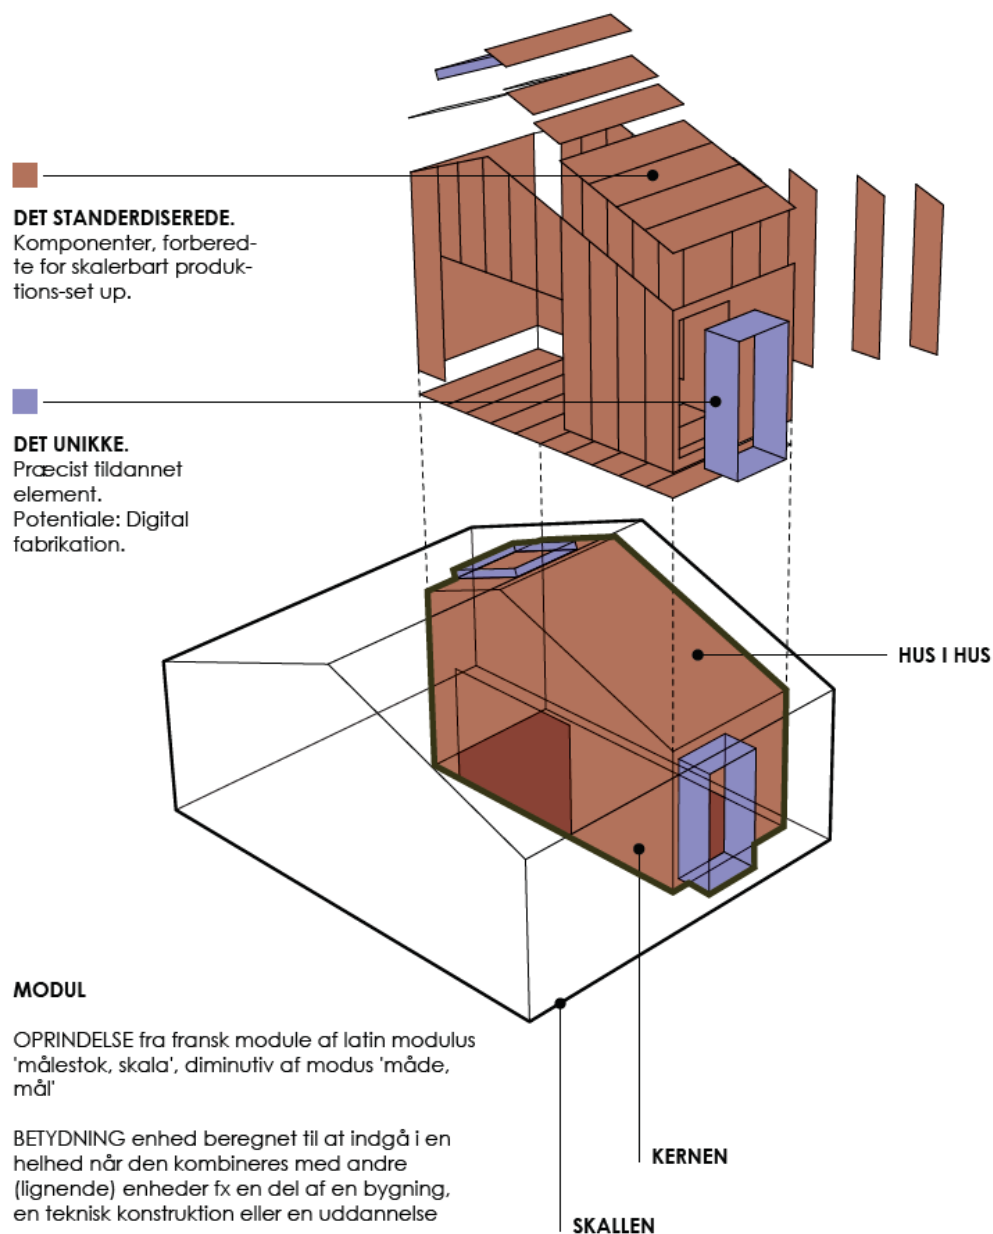 DET STANDERDISEREDE.
Komponenter, forbered-
te for skalerbart produk-
tions-set up.
DET UNIKKE.
Præcist tildannet
element.
Potentiale: Digital
fabrikation.
HUS I HUS
MODUL
OPRINDELSE fra fransk module af latin modulus
'målestok, skala', diminutiv af modus 'måde,
mål'
BETYDNING enhed beregnet til at indgå i en
helhed når den kombineres med andre
(lignende) enheder fx en del af en bygning,
en teknisk konstruktion eller en uddannelse
KERNEN
SKALLEN